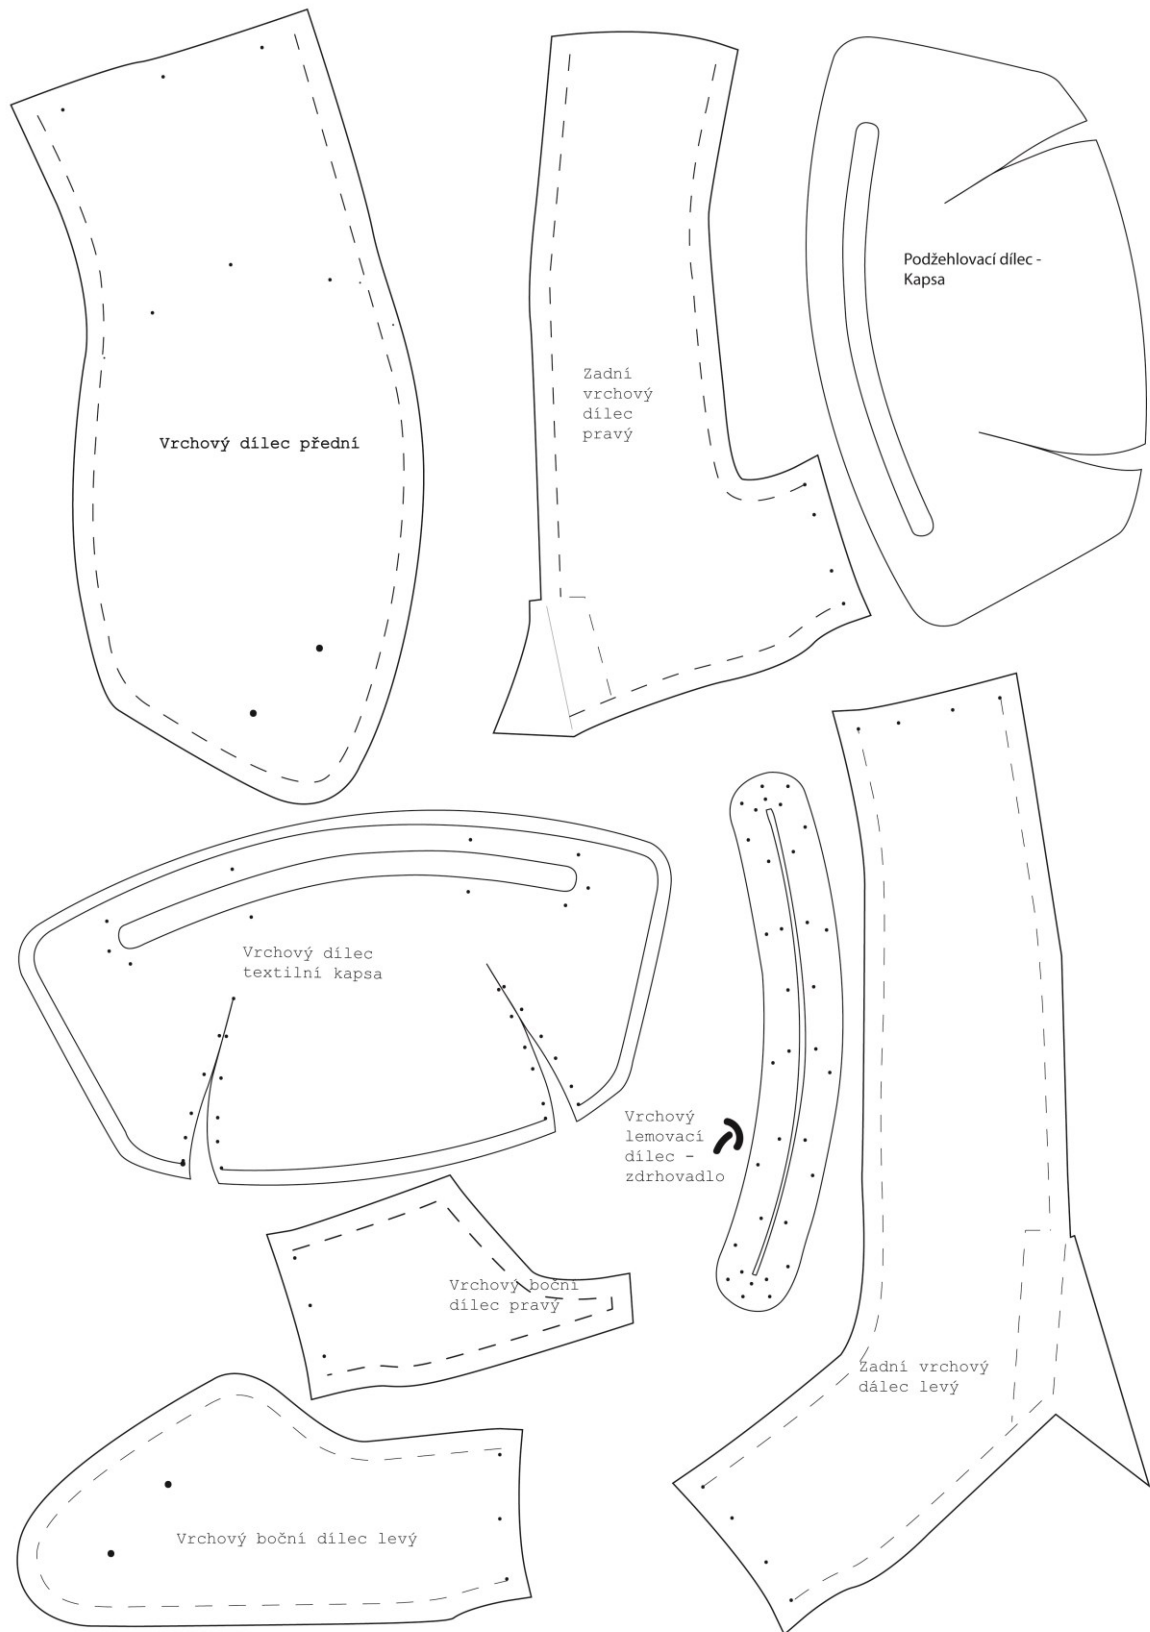 Podžehlovací dílec -
Kapsa
Zadní
vrchový
dílec
pravý
Vrchový dílec přední
Vrchový dílec
textilní kapsa
Vrchový
lemovací
dílec -
zdrhovadlo
Vrchový boční
dílec pravý
Zadní vrchový
dálec levý
Vrchový boční dílec levý